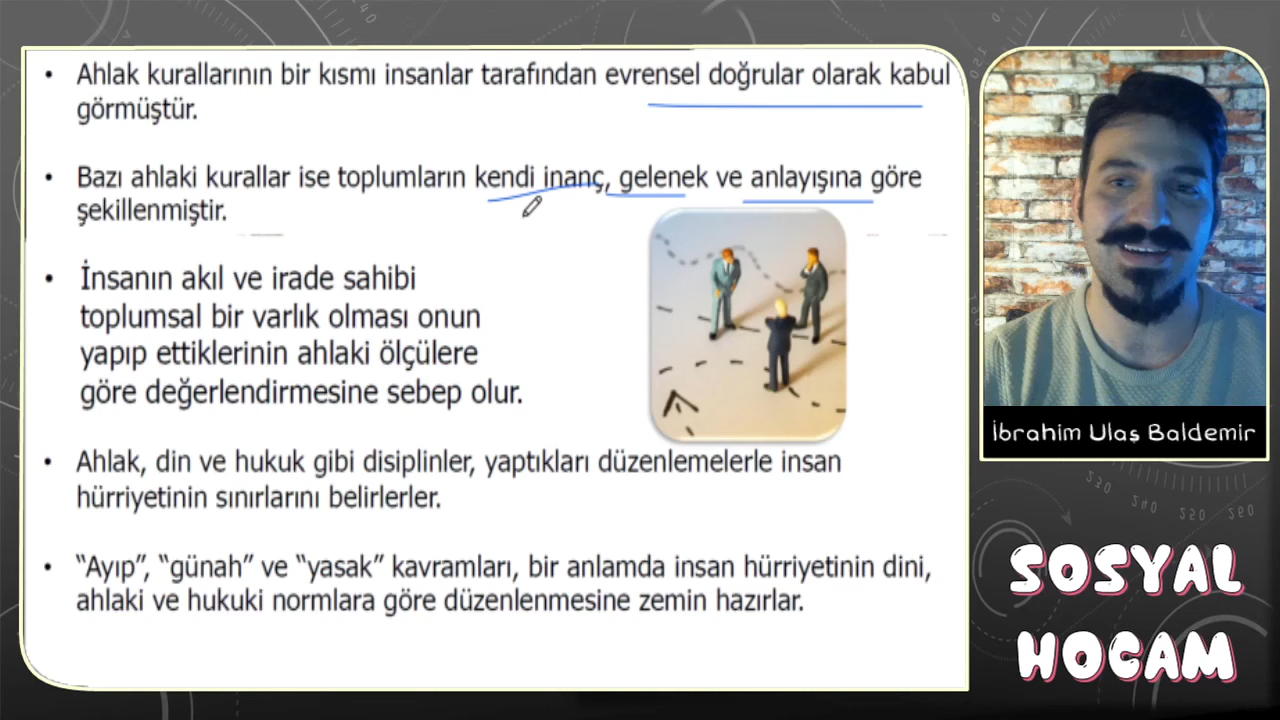 • Ahlak kurallarının bir kısmı insanlar tarafından evrensel doğrular olarak kabul
görmüştür.
• Bazı ahlaki kurallar ise toplumların kendi inanç, gelenek ve anlayışına göre
şekillenmiştir.
• İnsanın akıl ve irade sahibi
toplumsal bir varlık olması onun
yapıp ettiklerinin ahlaki ölçülere
göre değerlendirmesine sebep olur.
• Ahlak, din ve hukuk gibi disiplinler, yaptıkları düzenlemelerle insan
hürriyetinin sınırlarını belirlerler.
• “Ayıp”, “günah” ve “yasak” kavramları, bir anlamda insan hürriyetinin dini,
ahlaki ve hukuki normlara göre düzenlenmesine zemin hazırlar.
İbrahim Ulaş Baldemir
230 240 250 260
SOSYAL
HOCAM